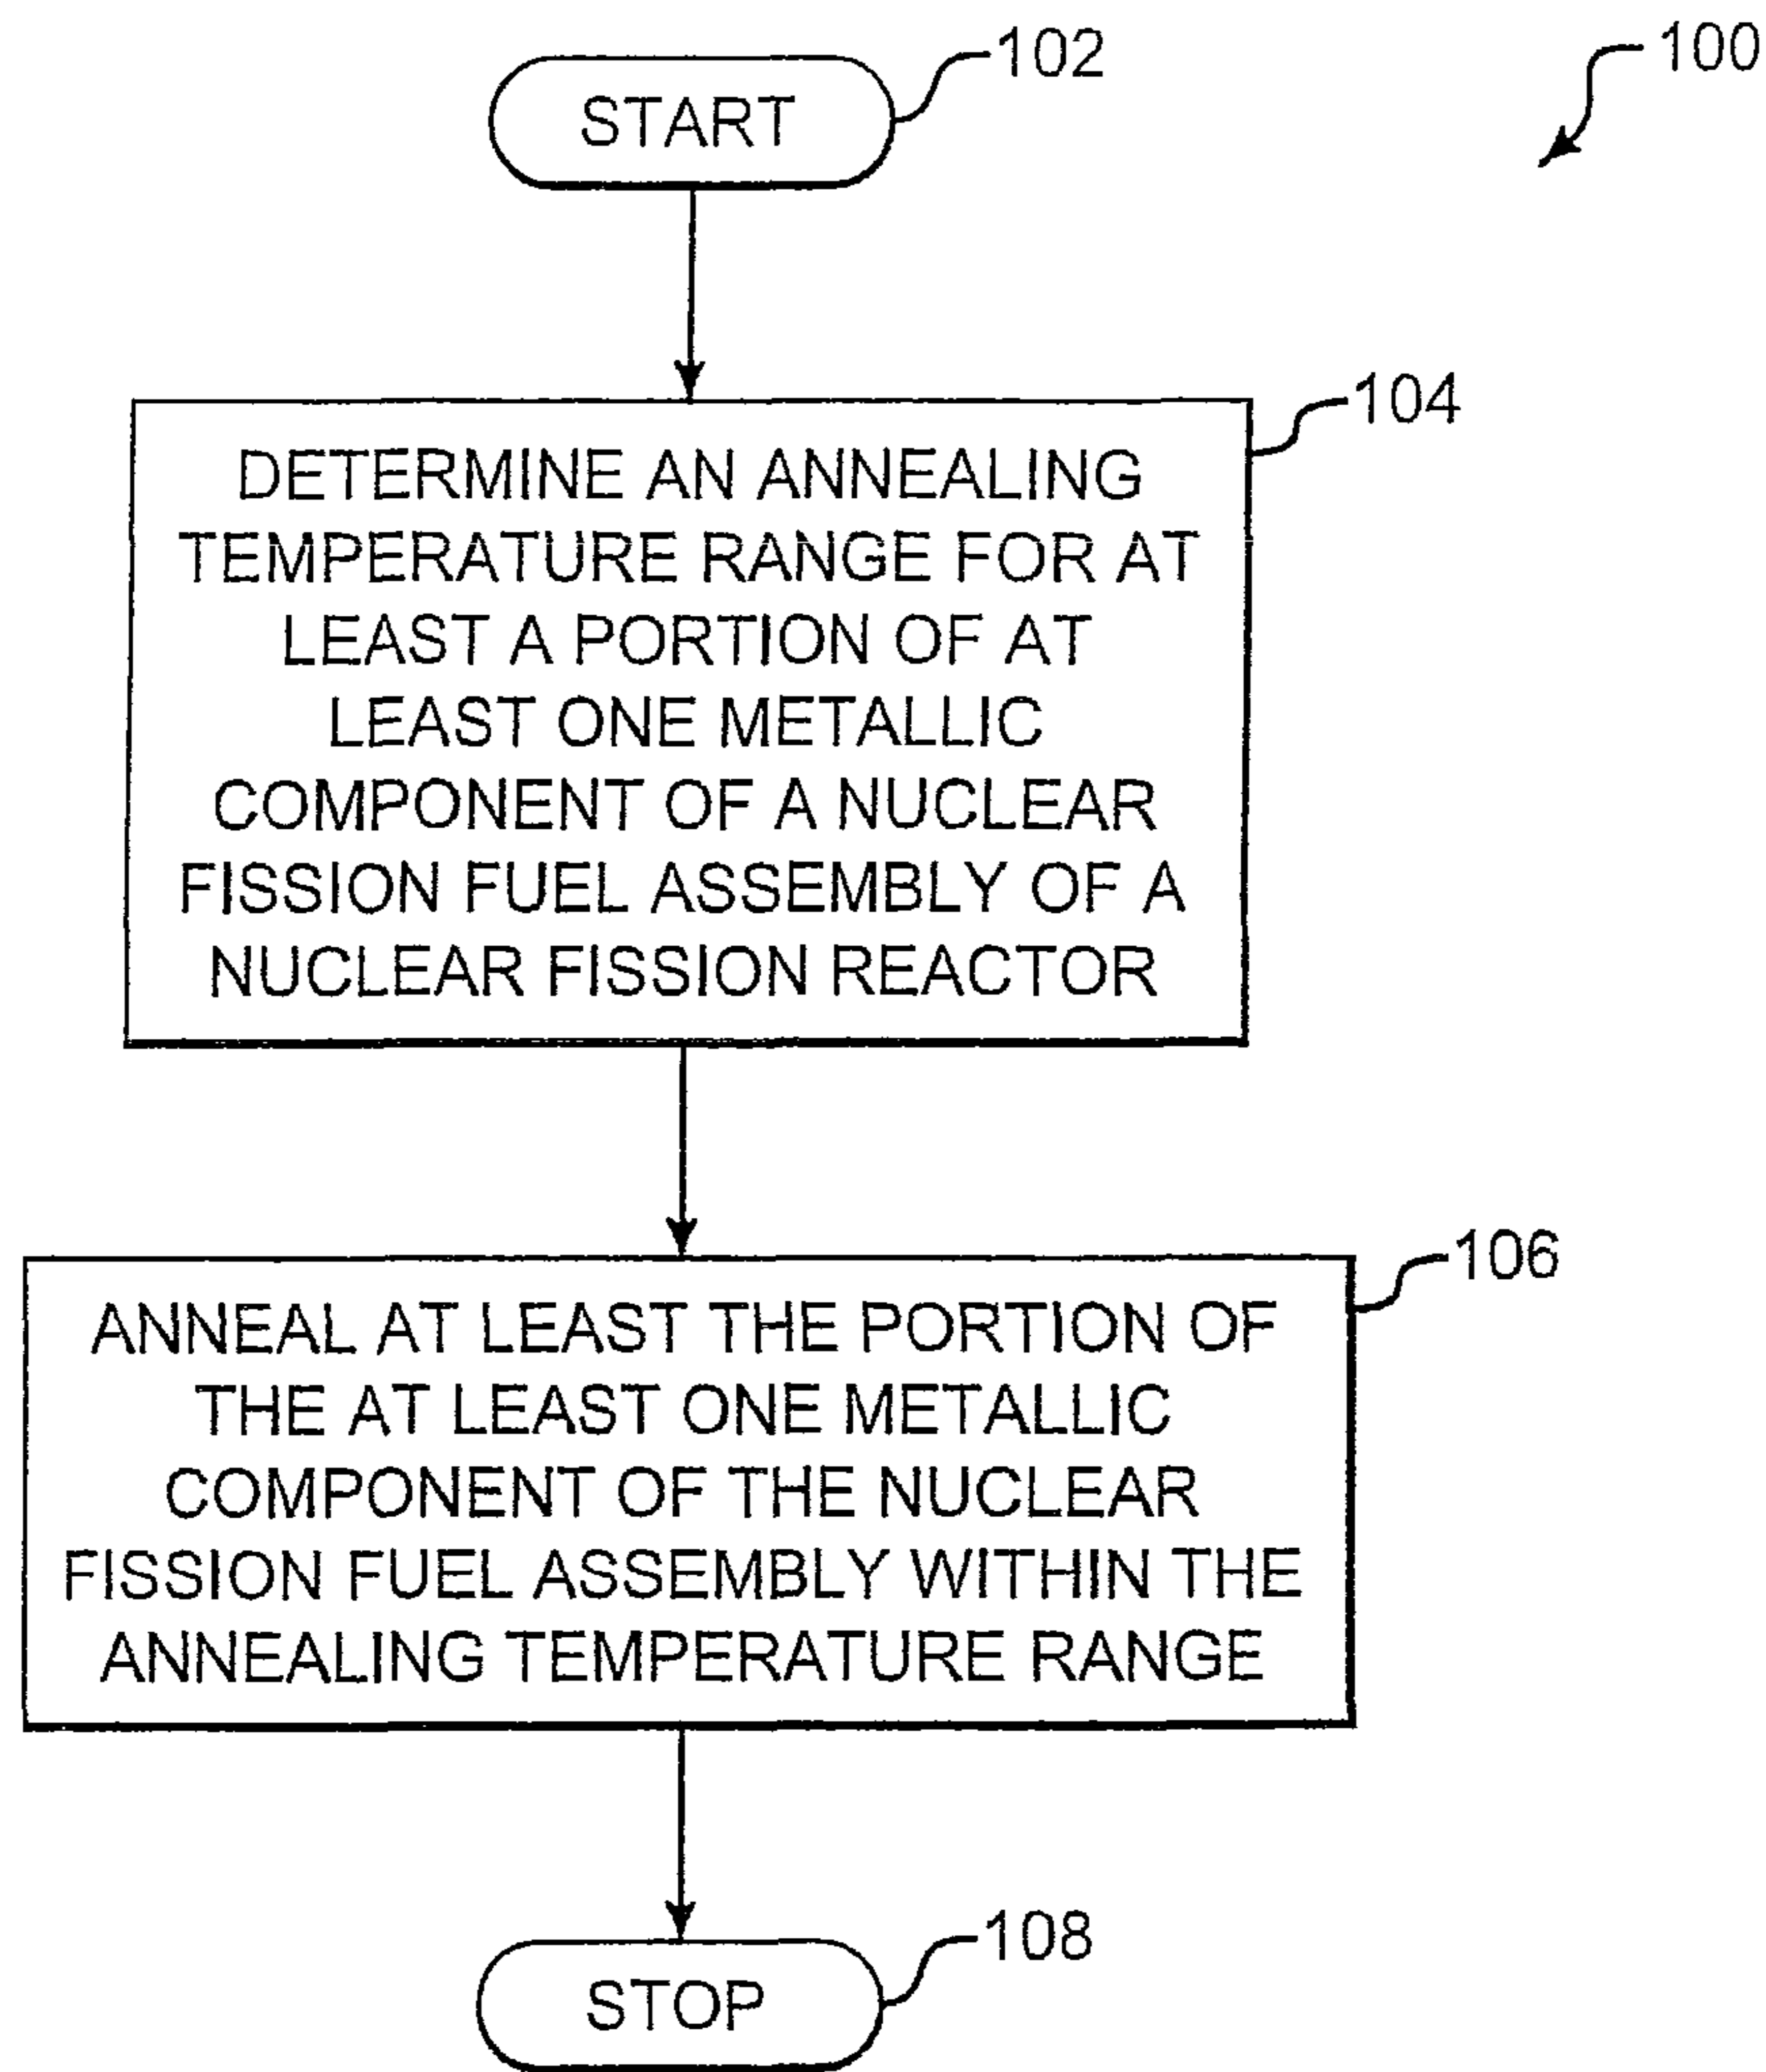 100
102
START
104
DETERMINE AN ANNEALING
TEMPERATURE RANGE FOR AT
LEAST A PORTION OF AT
LEAST ONE METALLIC
COMPONENT OF A NUCLEAR
FISSION FUEL ASSEMBLY OF A
NUCLEAR FISSION REACTOR
106
ANNEAL AT LEAST THE PORTION OF
THE AT LEAST ONE METALLIC
COMPONENT OF THE NUCLEAR
FISSION FUEL ASSEMBLY WITHIN THE
ANNEALING TEMPERATURE RANGE
108
STOP